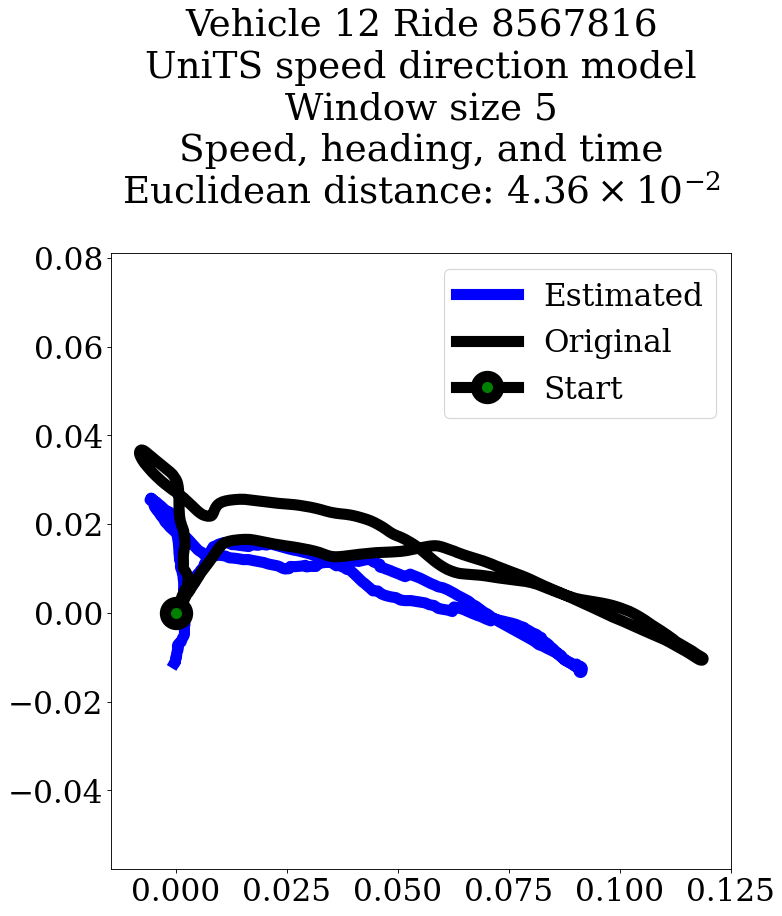 Vehicle 12 Ride 8567816
UniTS speed direction model
Window size 5
Speed, heading, and time
Euclidean distance: 4.36 × 10⁻²
0.08
0.06
0.04
0.02
0.00
−0.02
−0.04
Estimated
Original
Start
0.000 0.025 0.050 0.075 0.100 0.125